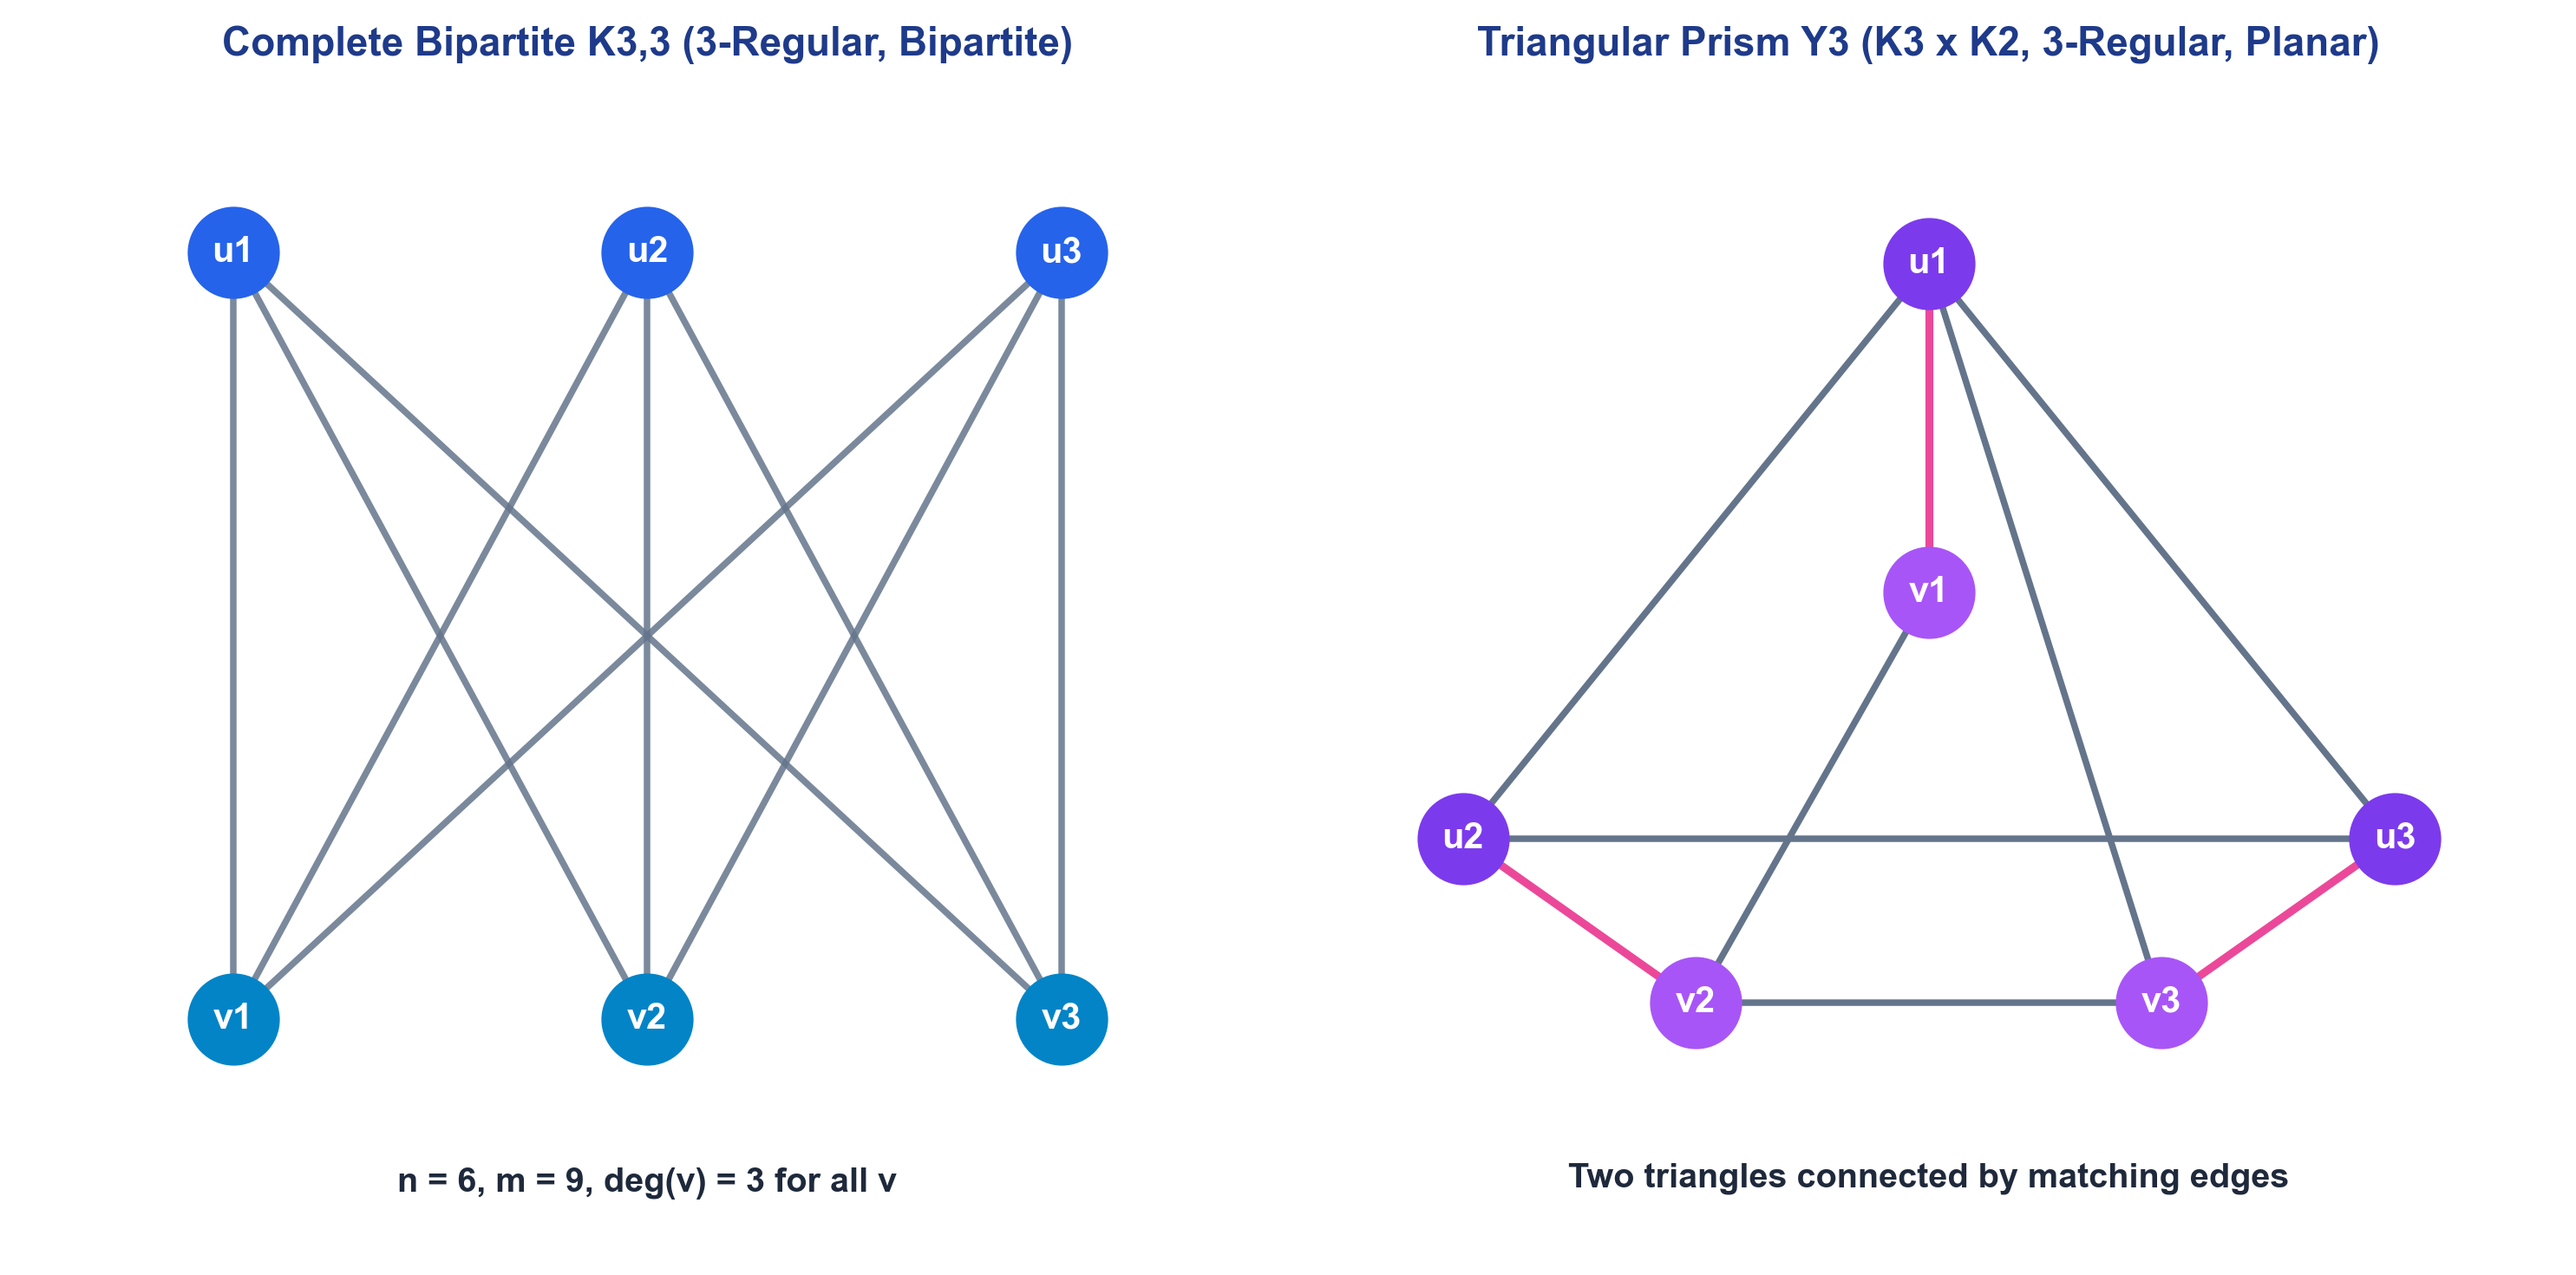 Complete Bipartite K3,3 (3-Regular, Bipartite)
u1
u2
u3
v1
v2
v3
n = 6, m = 9, deg(v) = 3 for all v
Triangular Prism Y3 (K3 x K2, 3-Regular, Planar)
u1
v1
u2
u3
v2
v3
Two triangles connected by matching edges